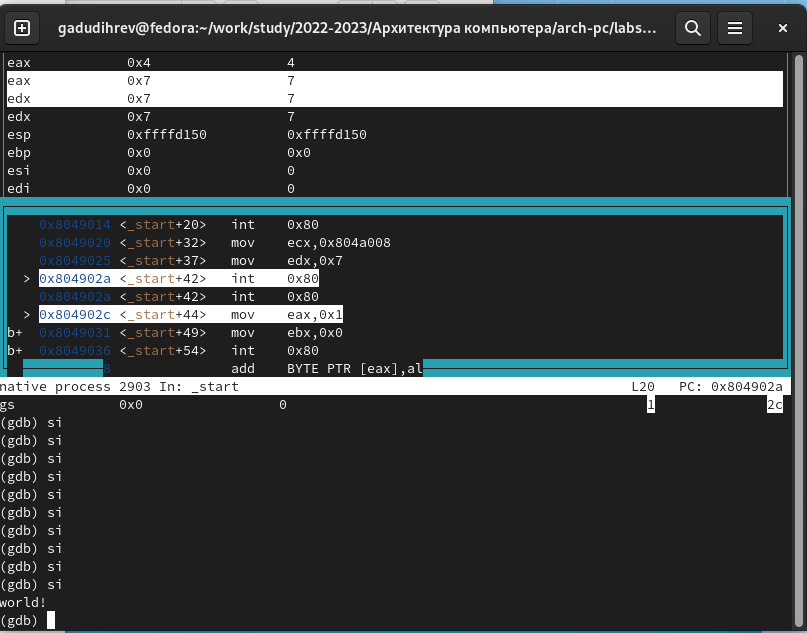 gadudihrev@fedora:~/work/study/2022-2023/Архитектура компьютера/arch-pc/labs...
eax 0x4 4
eax 0x7 7
edx 0x7 7
edx 0x7 7
esp 0xffffd150 0xffffd150
ebp 0x0 0x0
esi 0x0 0
edi 0x0 0
0x8049014 <_start+20> int 0x80
0x8049020 <_start+32> mov ecx,0x804a008
0x8049025 <_start+37> mov edx,0x7
> 0x804902a <_start+42> int 0x80
0x804902a <_start+42> int 0x80
> 0x804902c <_start+44> mov eax,0x1
b+ 0x8049031 <_start+49> mov ebx,0x0
b+ 0x8049036 <_start+54> int 0x80
8 add BYTE PTR [eax],al
native process 2903 In: _start L20 PC: 0x804902a
gs 0x0 0 1 2c
(gdb) si
(gdb) si
(gdb) si
(gdb) si
(gdb) si
(gdb) si
(gdb) si
(gdb) si
(gdb) si
(gdb) si
world!
(gdb)